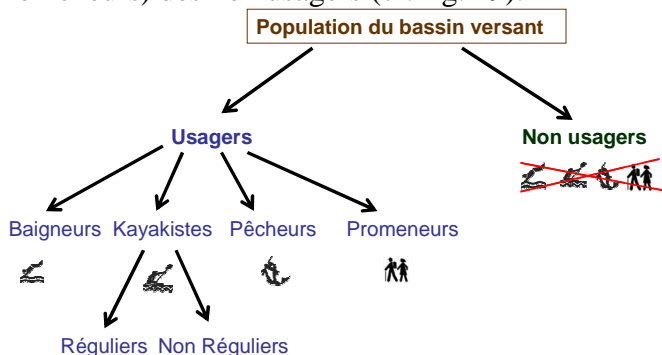 Population du bassin versant
Usagers
Non usagers
Baigneurs Kayakistes Pêcheurs Promeneurs
Réguliers Non Réguliers